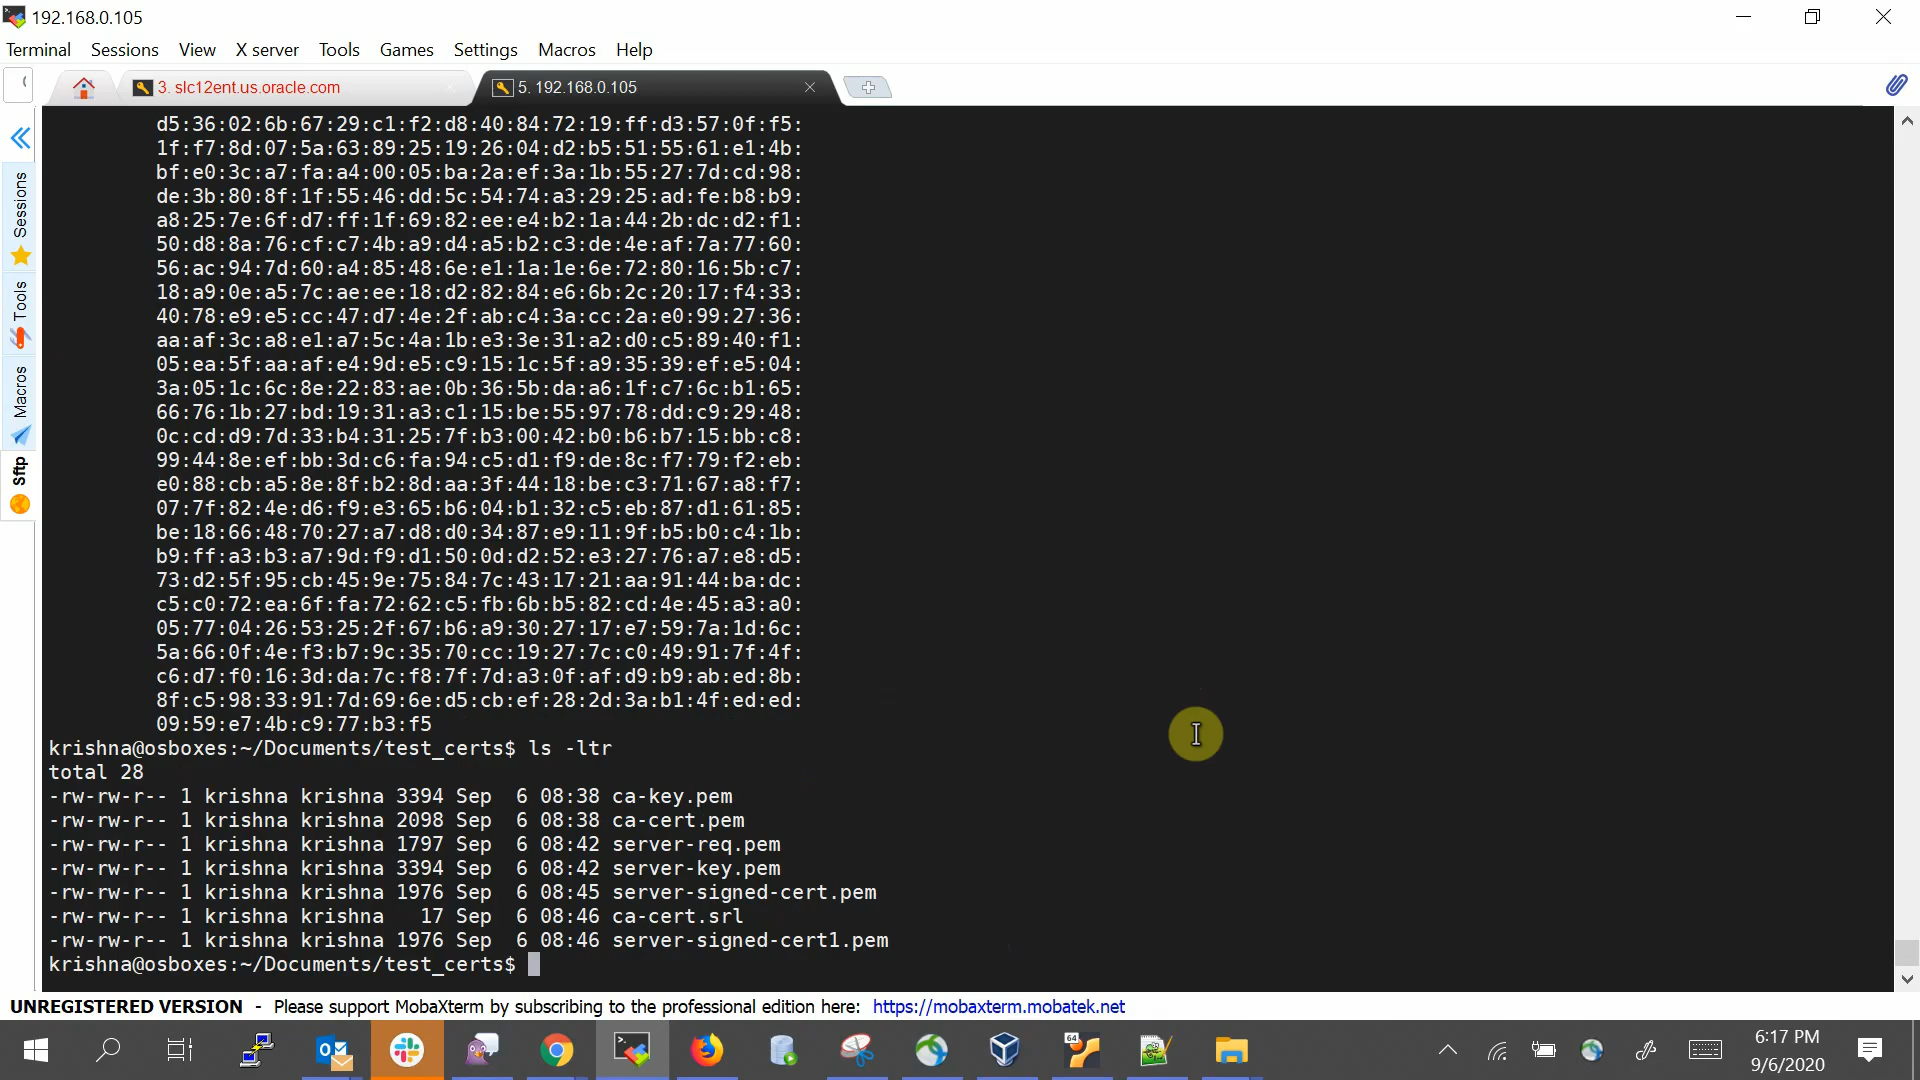 192.168.0.105
Terminal Sessions View X server Tools Games Settings Macros Help
3. slc12ent.us.oracle.com
5. 192.168.0.105
Sessions
Tools
Macros
Sftp
d5:36:02:6b:67:29:c1:f2:d8:40:84:72:19:ff:d3:57:0f:f5:
1f:f7:8d:07:5a:63:89:25:19:26:04:d2:b5:51:55:61:e1:4b:
bf:e0:3c:a7:fa:a4:00:05:ba:2a:ef:3a:1b:55:27:7d:cd:98:
de:3b:80:8f:1f:55:46:dd:5c:54:74:a3:29:25:ad:fe:b8:b9:
a8:25:7e:6f:d7:ff:1f:69:82:ee:e4:b2:1a:44:2b:dc:d2:f1:
50:d8:8a:76:cf:c7:4b:a9:d4:a5:b2:c3:de:4e:af:7a:77:60:
56:ac:94:7d:60:a4:85:48:6e:e1:1a:1e:6e:72:80:16:5b:c7:
18:a9:0e:a5:7c:ae:ee:18:d2:82:84:e6:6b:2c:20:17:f4:33:
40:78:e9:e5:cc:47:d7:4e:2f:ab:c4:3a:cc:2a:e0:99:27:36:
aa:af:3c:a8:e1:a7:5c:4a:1b:e3:3e:31:a2:d0:c5:89:40:f1:
05:ea:5f:aa:af:e4:9d:e5:c9:15:1c:5f:a9:35:39:ef:e5:04:
3a:05:1c:6c:8e:22:83:ae:0b:36:5b:da:a6:1f:c7:6c:b1:65:
66:76:1b:27:bd:19:31:a3:c1:15:be:55:97:78:dd:c9:29:48:
0c:cd:d9:7d:33:b4:31:25:7f:b3:00:42:b0:b6:b7:15:bb:c8:
99:44:8e:ef:bb:3d:c6:fa:94:c5:d1:f9:de:8c:f7:79:f2:eb:
e0:88:cb:a5:8e:8f:b2:8d:aa:3f:44:18:be:c3:71:67:a8:f7:
07:7f:82:4e:d6:f9:e3:65:b6:04:b1:32:c5:eb:87:d1:61:85:
be:18:66:48:70:27:a7:d8:d0:34:87:e9:11:9f:b5:b0:c4:1b:
b9:ff:a3:b3:a7:9d:f9:d1:50:0d:d2:52:e3:27:76:a7:e8:d5:
73:d2:5f:95:cb:45:9e:75:84:7c:43:17:21:aa:91:44:ba:dc:
c5:c0:72:ea:6f:fa:72:62:c5:fb:6b:b5:82:cd:4e:45:a3:a0:
05:77:04:26:53:25:2f:67:b6:a9:30:27:17:e7:59:7a:1d:6c:
5a:66:0f:4e:f3:b7:9c:35:70:cc:19:27:7c:c0:49:91:7f:4f:
c6:d7:f0:16:3d:da:7c:f8:7f:7d:a3:0f:af:d9:b9:ab:ed:8b:
8f:c5:98:33:91:7d:69:6e:d5:cb:ef:28:2d:3a:b1:4f:ed:ed:
09:59:e7:4b:c9:77:b3:f5
krishna@osboxes:~/Documents/test_certs$ ls -ltr
total 28
-rw-rw-r-- 1 krishna krishna 3394 Sep  6 08:38 ca-key.pem
-rw-rw-r-- 1 krishna krishna 2098 Sep  6 08:38 ca-cert.pem
-rw-rw-r-- 1 krishna krishna 1797 Sep  6 08:42 server-req.pem
-rw-rw-r-- 1 krishna krishna 3394 Sep  6 08:42 server-key.pem
-rw-rw-r-- 1 krishna krishna 1976 Sep  6 08:45 server-signed-cert.pem
-rw-rw-r-- 1 krishna krishna   17 Sep  6 08:46 ca-cert.srl
-rw-rw-r-- 1 krishna krishna 1976 Sep  6 08:46 server-signed-cert1.pem
krishna@osboxes:~/Documents/test_certs$
UNREGISTERED VERSION - Please support MobaXterm by subscribing to the professional edition here: https://mobaxterm.mobatek.net
64
6:17 PM
9/6/2020